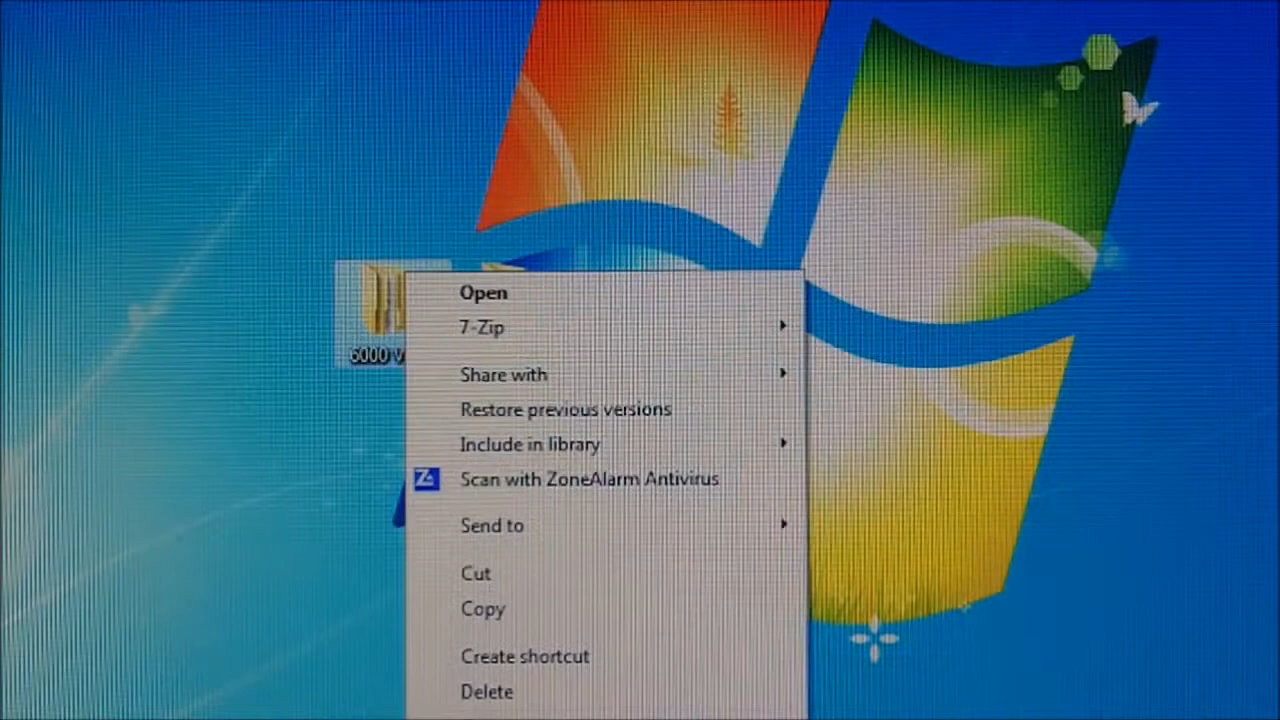 Open
7-Zip
Share with
Restore previous versions
Include in library
Scan with ZoneAlarm Antivirus
Send to
Cut
Copy
Create shortcut
Delete
6000